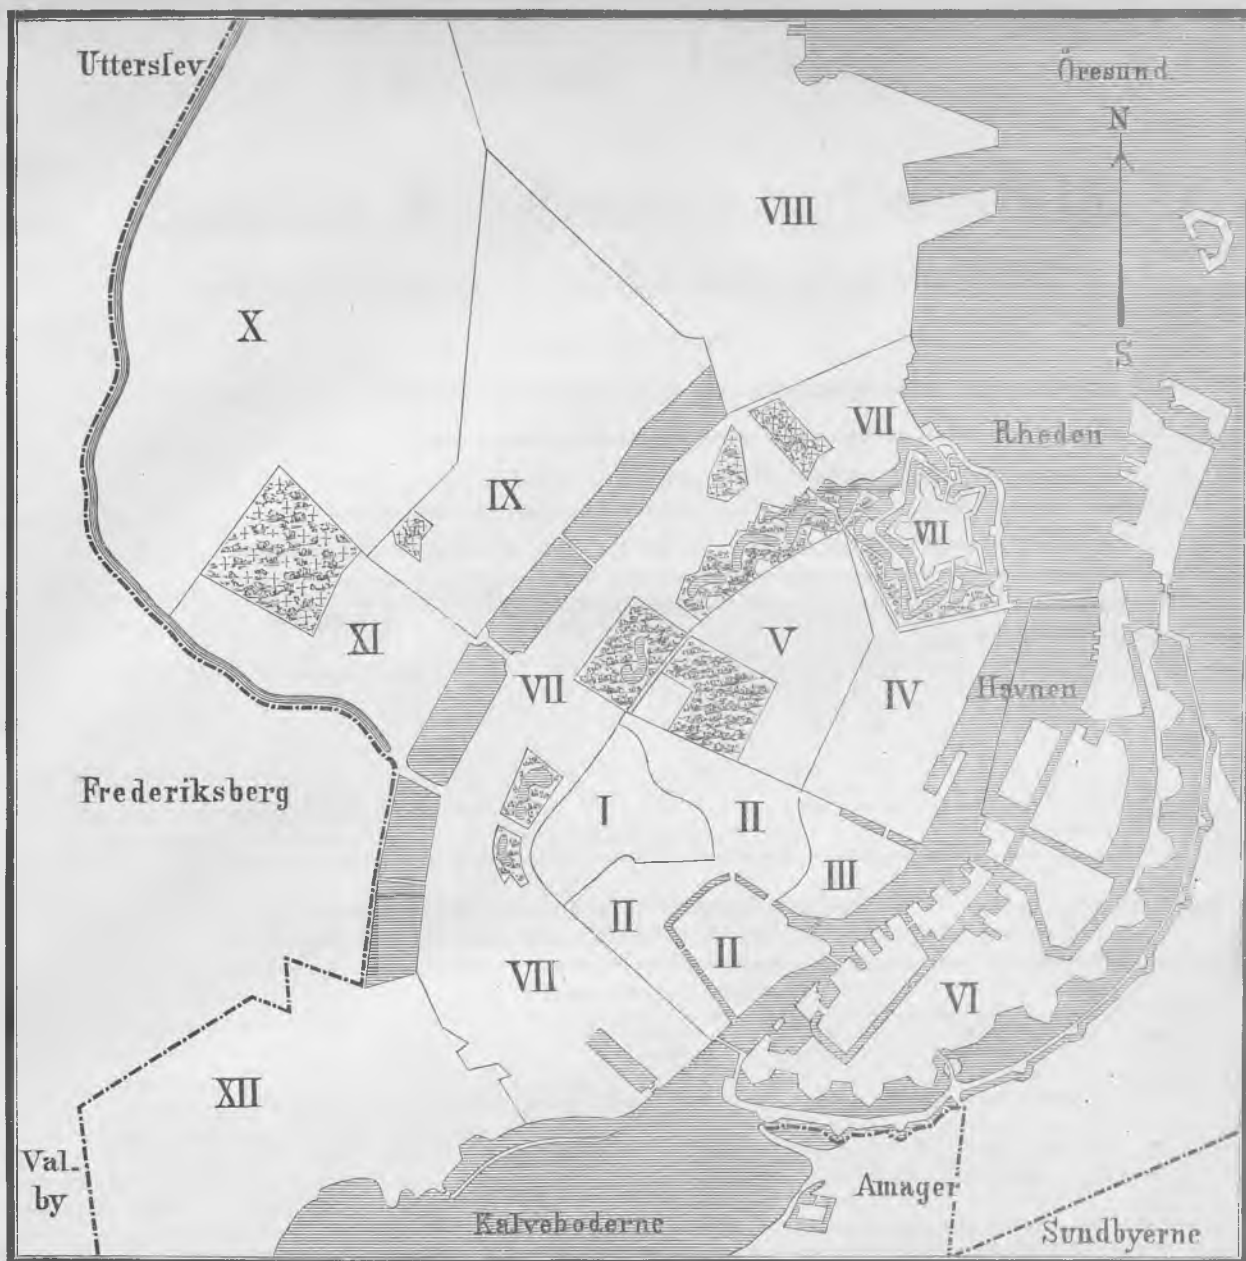 Utterslev
Öresund.
N
VIII
S
X
VII
Rheden
IX
VII
XI
V
VII
IV
Havnen
Frederiksberg
I
II
III
II
II
VII
VI
XII
Val-
by
Amager
Kalveboderne
Sundbyerne